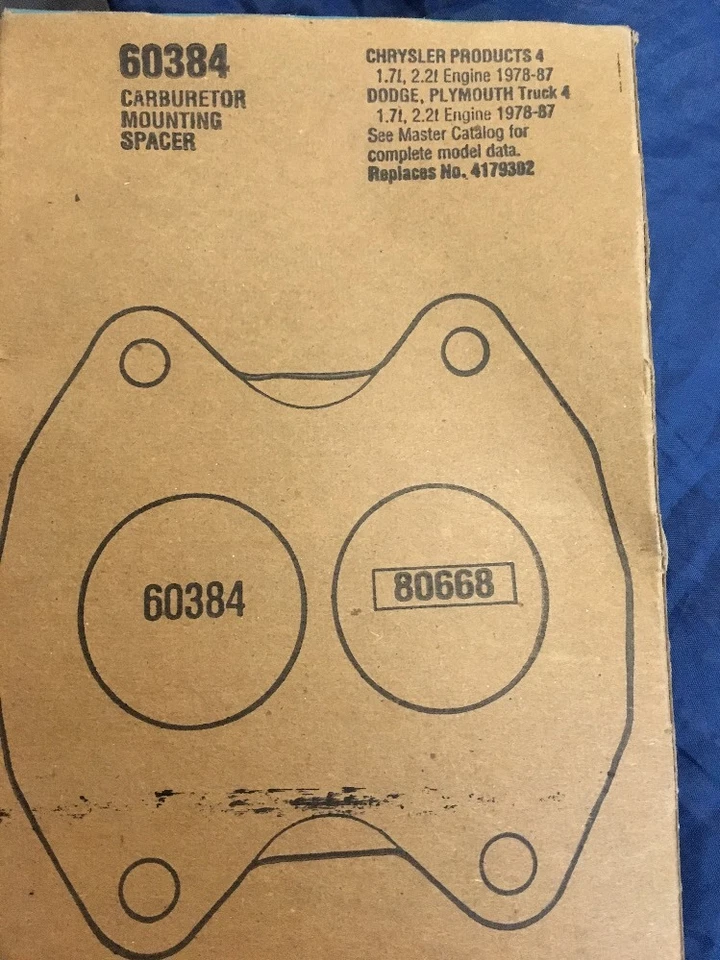 60384
CARBURETOR
MOUNTING
SPACER
CHRYSLER PRODUCTS 4
1.7l, 2.2l Engine 1978-87
DODGE, PLYMOUTH Truck 4
1.7l, 2.2l Engine 1978-87
See Master Catalog for
complete model data.
Replaces No. 4179302
60384
80668